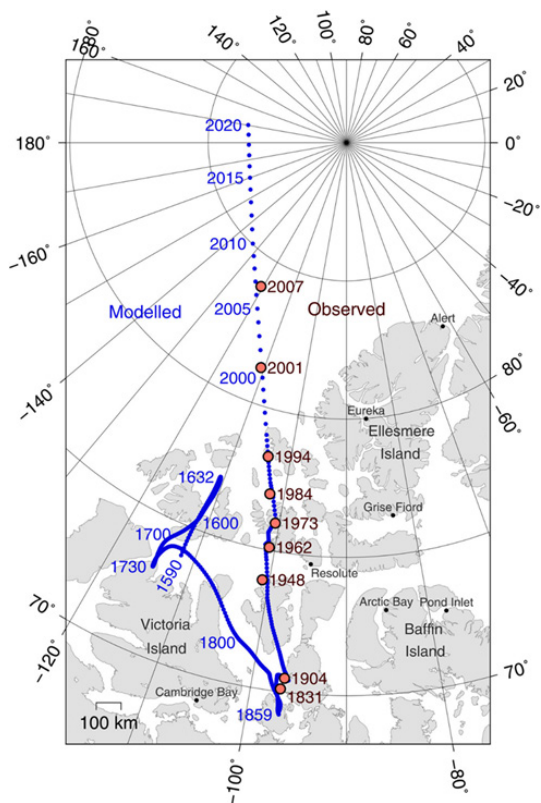 180°
160°
140°
120°
100°
80°
60°
40°
20°
0°
−20°
−40°
−60°
80°
70°
−80°
−100°
−120°
70°
−140°
−160°
180°
2020
2015
2010
2007
Modelled
2005
Observed
Alert
2001
2000
Eureka
Ellesmere
Island
1994
1632
1984
Grise Fiord
1600
1973
1700
1962
1730
1590
Resolute
1948
Arctic Bay
Pond Inlet
Victoria
Island
1800
Baffin
Island
1904
Cambridge Bay
1831
1859
100 km